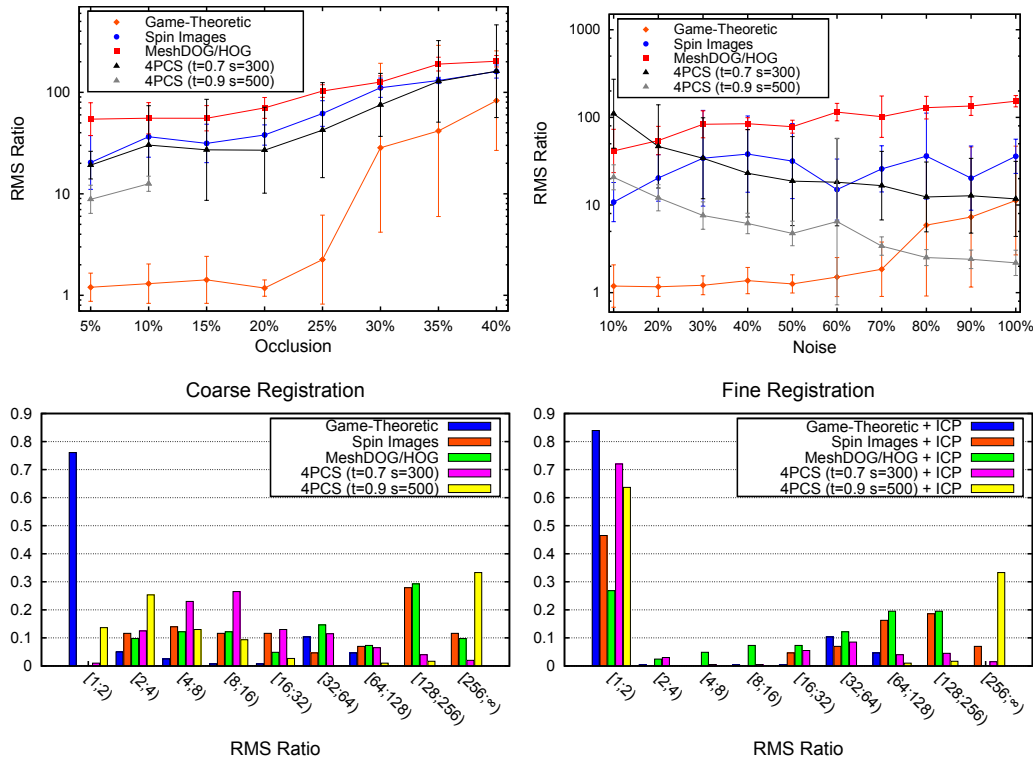 Game-Theoretic
Spin Images
MeshDOG/HOG
4PCS (t=0.7 s=300)
4PCS (t=0.9 s=500)
RMS Ratio
100
10
1
5% 10% 15% 20% 25% 30% 35% 40%
Occlusion
Game-Theoretic
Spin Images
MeshDOG/HOG
4PCS (t=0.7 s=300)
4PCS (t=0.9 s=500)
RMS Ratio
1000
100
10
1
10% 20% 30% 40% 50% 60% 70% 80% 90% 100%
Noise
Coarse Registration
Game-Theoretic
Spin Images
MeshDOG/HOG
4PCS (t=0.7 s=300)
4PCS (t=0.9 s=500)
0.9
0.8
0.7
0.6
0.5
0.4
0.3
0.2
0.1
0
[1;2) [2;4) [4;8) [8;16) [16;32) [32;64) [64;128) [128;256) [256;∞)
RMS Ratio
Fine Registration
Game-Theoretic + ICP
Spin Images + ICP
MeshDOG/HOG + ICP
4PCS (t=0.7 s=300) + ICP
4PCS (t=0.9 s=500) + ICP
0.9
0.8
0.7
0.6
0.5
0.4
0.3
0.2
0.1
0
[1;2) [2;4) [4;8) [8;16) [16;32) [32;64) [64;128) [128;256) [256;∞)
RMS Ratio